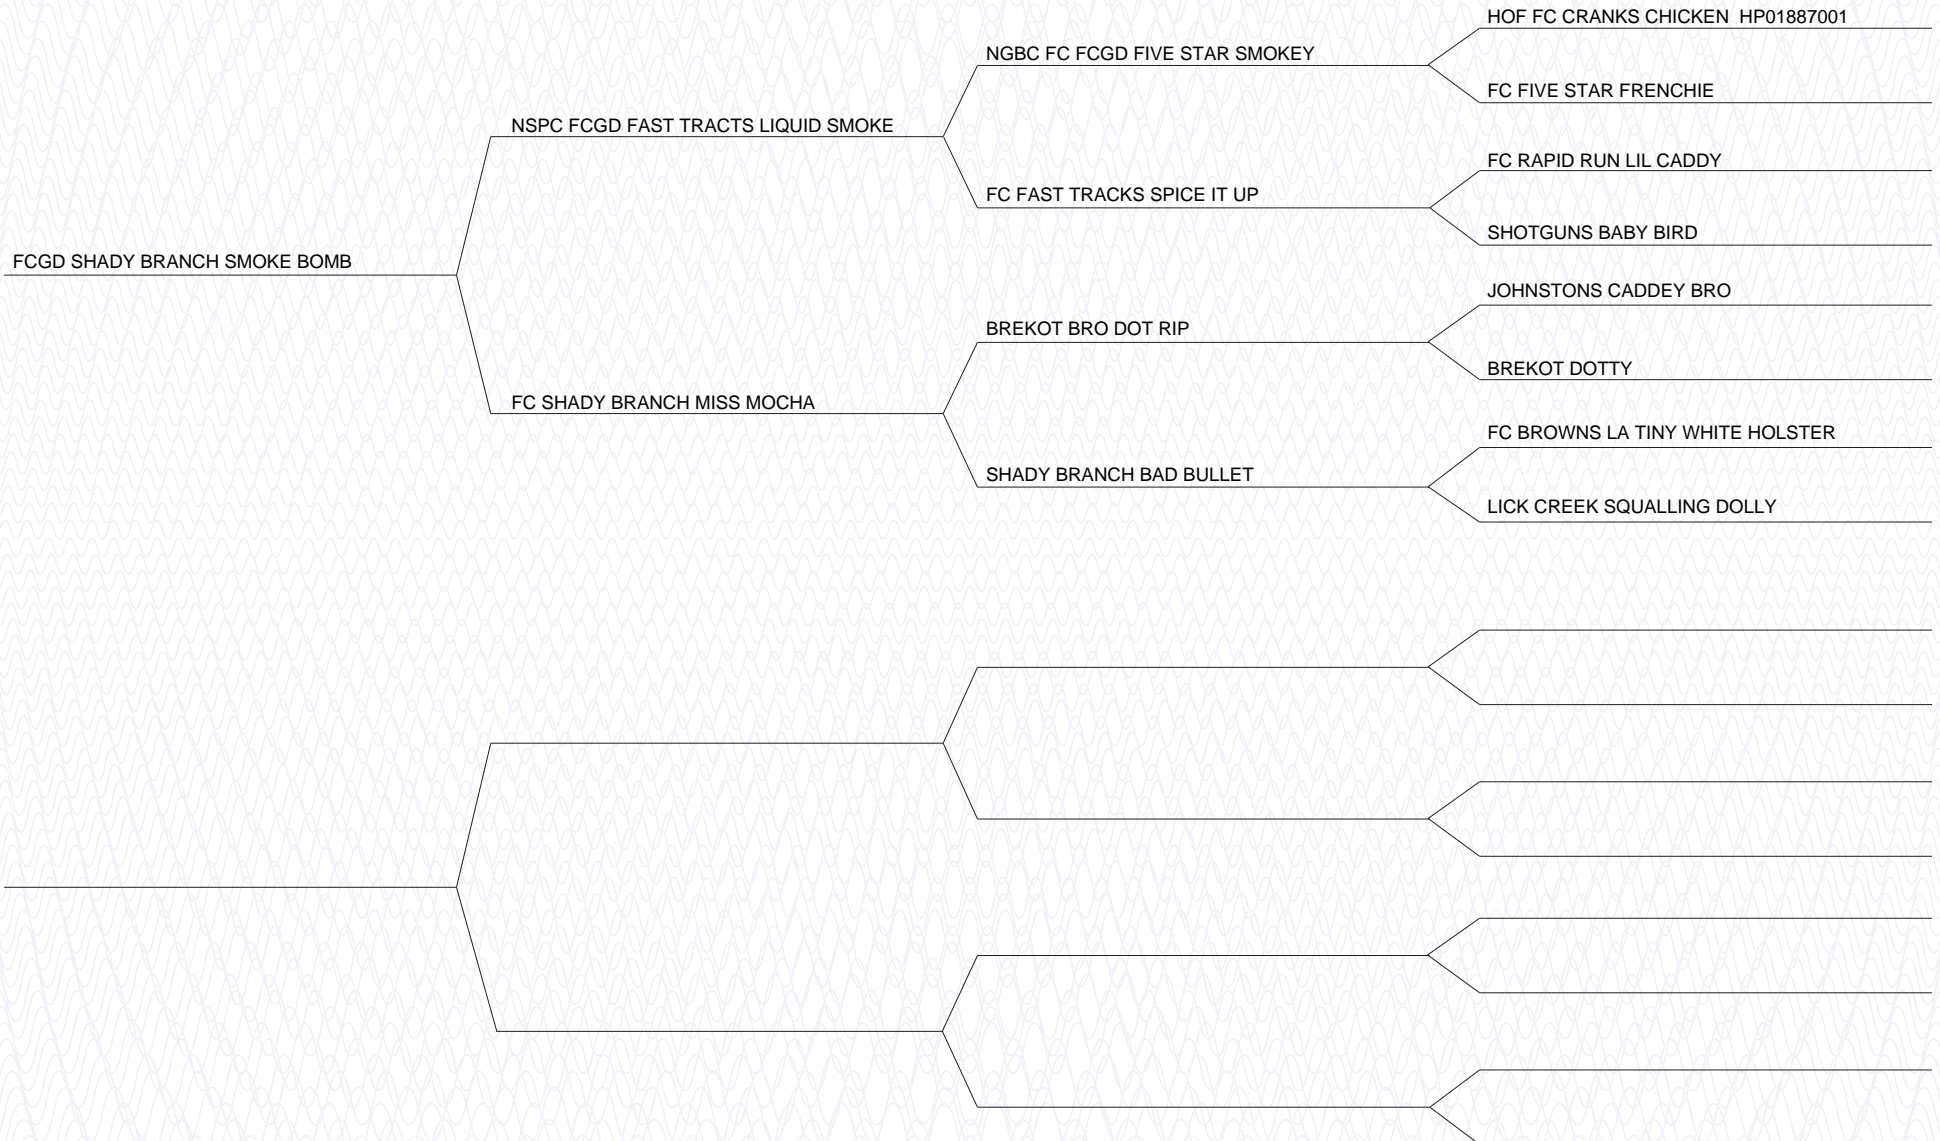 HOF FC CRANKS CHICKEN  HP01887001
NGBC FC FCGD FIVE STAR SMOKEY
FC FIVE STAR FRENCHIE
NSPC FCGD FAST TRACTS LIQUID SMOKE
FC RAPID RUN LIL CADDY
FC FAST TRACKS SPICE IT UP
SHOTGUNS BABY BIRD
FCGD SHADY BRANCH SMOKE BOMB
JOHNSTONS CADDEY BRO
BREKOT BRO DOT RIP
BREKOT DOTTY
FC SHADY BRANCH MISS MOCHA
FC BROWNS LA TINY WHITE HOLSTER
SHADY BRANCH BAD BULLET
LICK CREEK SQUALLING DOLLY